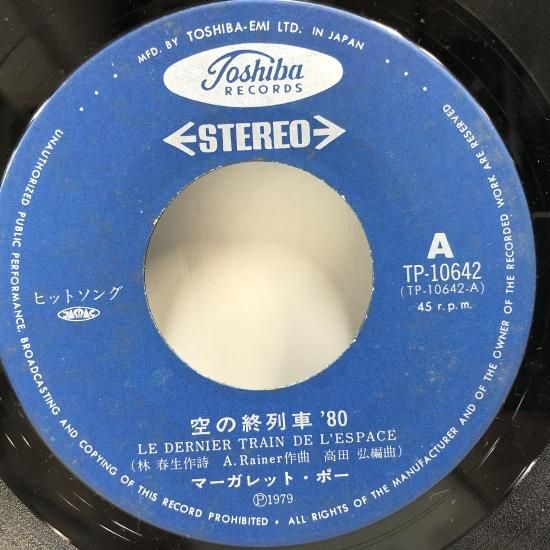 MFD. BY TOSHIBA-EMI LTD. IN JAPAN
Toshiba
RECORDS
STEREO
A
TP-10642
(TP-10642-A)
45 r.p.m.
ヒットソング
JASRAC
空の終列車 '80
LE DERNIER TRAIN DE L'ESPACE
(林 春生作詩 A.Rainer作曲 高田 弘編曲)
マーガレット・ポー
Ⓟ1979
UNAUTHORIZED PUBLIC PERFORMANCE, BROADCASTING AND COPYING OF THIS RECORD PROHIBITED • ALL RIGHTS OF THE MANUFACTURER AND OF THE OWNER OF THE RECORDED WORK ARE RESERVED